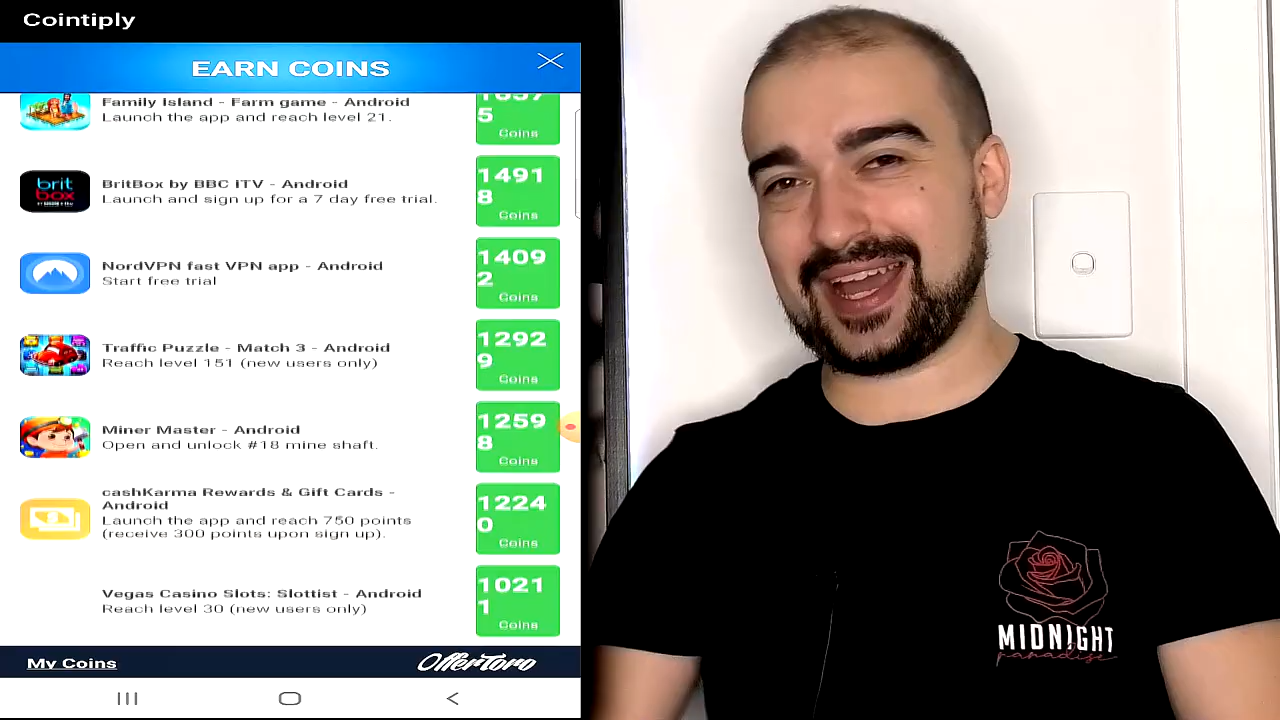 Cointiply
EARN COINS
Family Island - Farm game - Android
Launch the app and reach level 21.
5
Coins
BritBox by BBC ITV - Android
Launch and sign up for a 7 day free trial.
1491
8
Coins
brit
box
NordVPN fast VPN app - Android
Start free trial
1409
2
Coins
Traffic Puzzle - Match 3 - Android
Reach level 151 (new users only)
1292
9
Coins
Miner Master - Android
Open and unlock #18 mine shaft.
1259
8
Coins
cashKarma Rewards & Gift Cards -
Android
Launch the app and reach 750 points
(receive 300 points upon sign up).
1224
0
Coins
Vegas Casino Slots: Slottist - Android
Reach level 30 (new users only)
1021
1
Coins
My Coins
OfferToro
MIDNIGHT
paradise